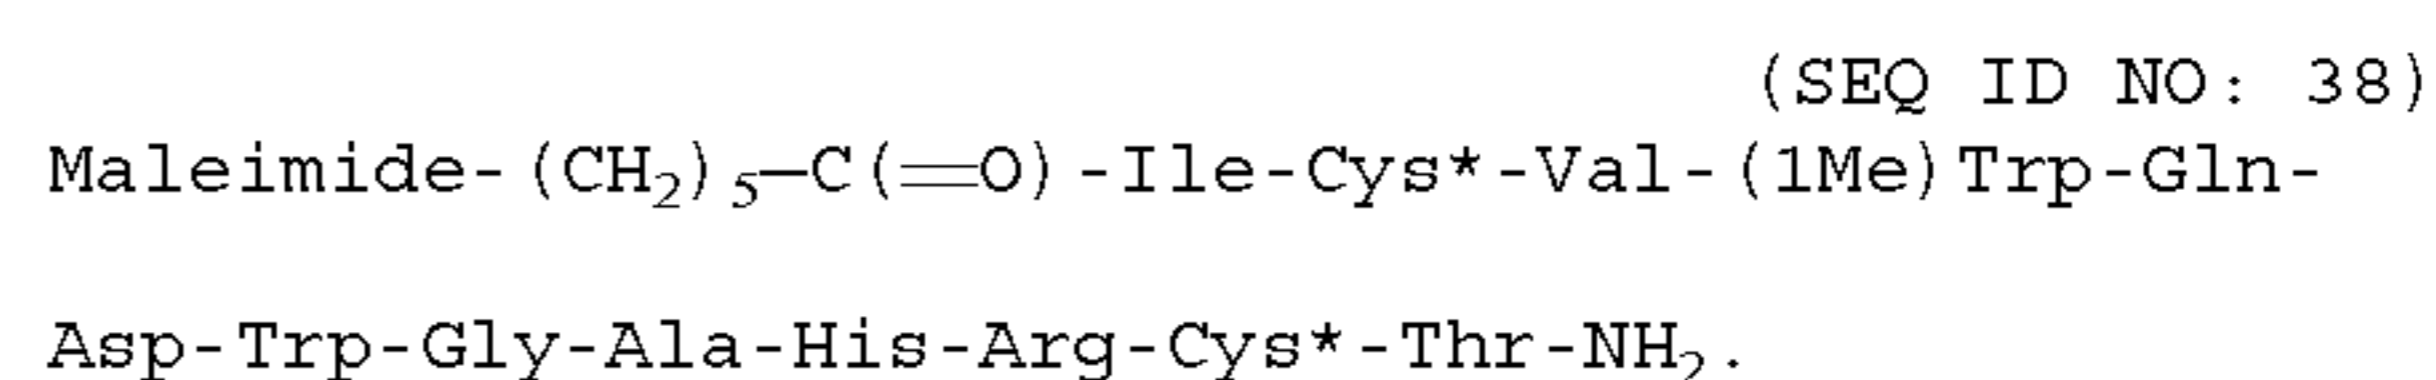 (SEQ ID NO: 38)
Maleimide-(CH₂)₅—C(═O)-Ile-Cys*-Val-(1Me)Trp-Gln-
Asp-Trp-Gly-Ala-His-Arg-Cys*-Thr-NH₂.